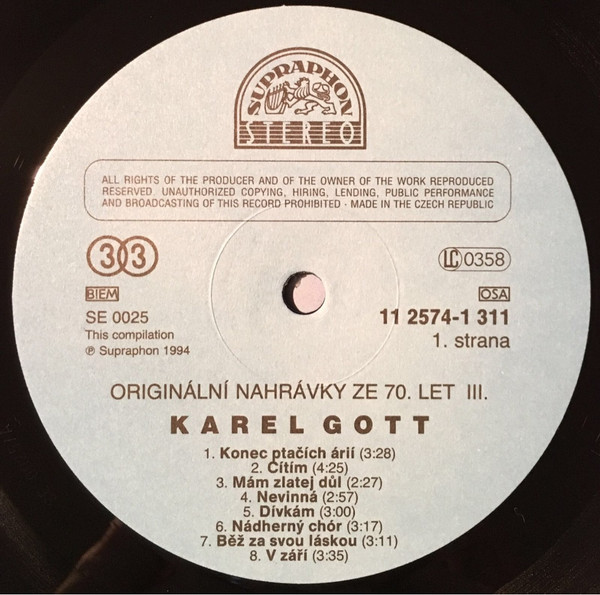 SUPRAPHON
STEREO
ALL RIGHTS OF THE PRODUCER AND OF THE OWNER OF THE WORK REPRODUCED
RESERVED. UNAUTHORIZED COPYING, HIRING, LENDING, PUBLIC PERFORMANCE
AND BROADCASTING OF THIS RECORD PROHIBITED · MADE IN THE CZECH REPUBLIC
33
LC 0358
BIEM
OSA
SE 0025
11 2574-1 311
This compilation
1. strana
℗ Supraphon 1994
ORIGINÁLNÍ NAHRÁVKY ZE 70. LET III.
KAREL GOTT
1. Konec ptačích árií (3:28)
2. Cítím (4:25)
3. Mám zlatej důl (2:27)
4. Nevinná (2:57)
5. Dívkám (3:00)
6. Nádherný chór (3:17)
7. Běž za svou láskou (3:11)
8. V září (3:35)